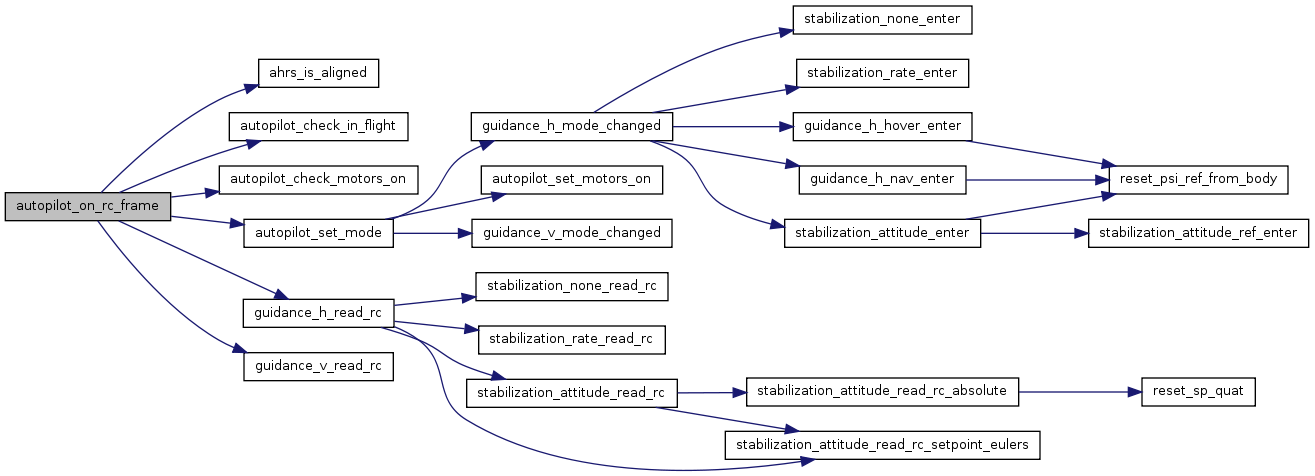 stabilization_none_enter
ahrs_is_aligned
stabilization_rate_enter
autopilot_check_in_flight
guidance_h_mode_changed
guidance_h_hover_enter
autopilot_check_motors_on
autopilot_set_motors_on
guidance_h_nav_enter
reset_psi_ref_from_body
autopilot_on_rc_frame
autopilot_set_mode
guidance_v_mode_changed
stabilization_attitude_enter
stabilization_attitude_ref_enter
stabilization_none_read_rc
guidance_h_read_rc
stabilization_rate_read_rc
guidance_v_read_rc
stabilization_attitude_read_rc
stabilization_attitude_read_rc_absolute
reset_sp_quat
stabilization_attitude_read_rc_setpoint_eulers